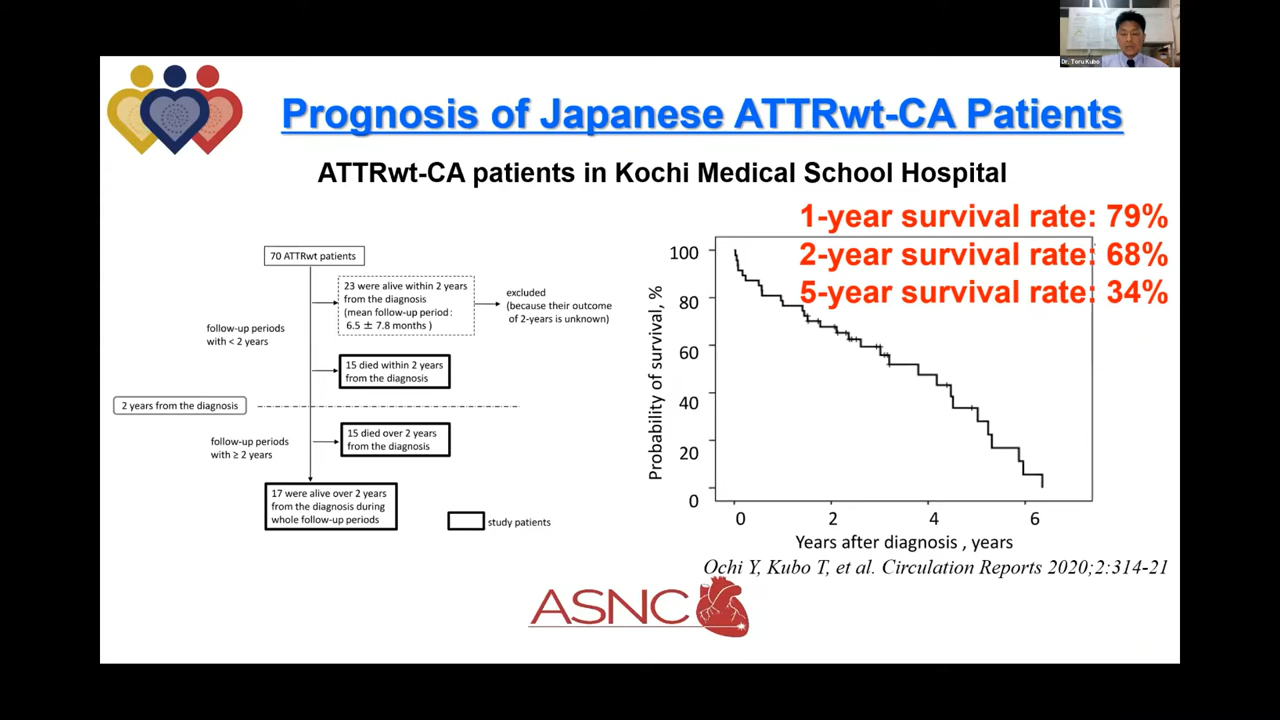 Dr. Toru Kubo
Prognosis of Japanese ATTRwt-CA Patients
ATTRwt-CA patients in Kochi Medical School Hospital
1-year survival rate: 79%
2-year survival rate: 68%
5-year survival rate: 34%
70 ATTRwt patients
23 were alive within 2 years
from the diagnosis
(mean follow-up period :
6.5 ± 7.8 months )
excluded
(because their outcome
of 2-years is unknown)
follow-up periods
with < 2 years
15 died within 2 years
from the diagnosis
2 years from the diagnosis
follow-up periods
with ≥ 2 years
15 died over 2 years
from the diagnosis
17 were alive over 2 years
from the diagnosis during
whole follow-up periods
study patients
Probability of survival, %
100
80
60
40
20
0
0 2 4 6
Years after diagnosis , years
Ochi Y, Kubo T, et al. Circulation Reports 2020;2:314-21
ASNC